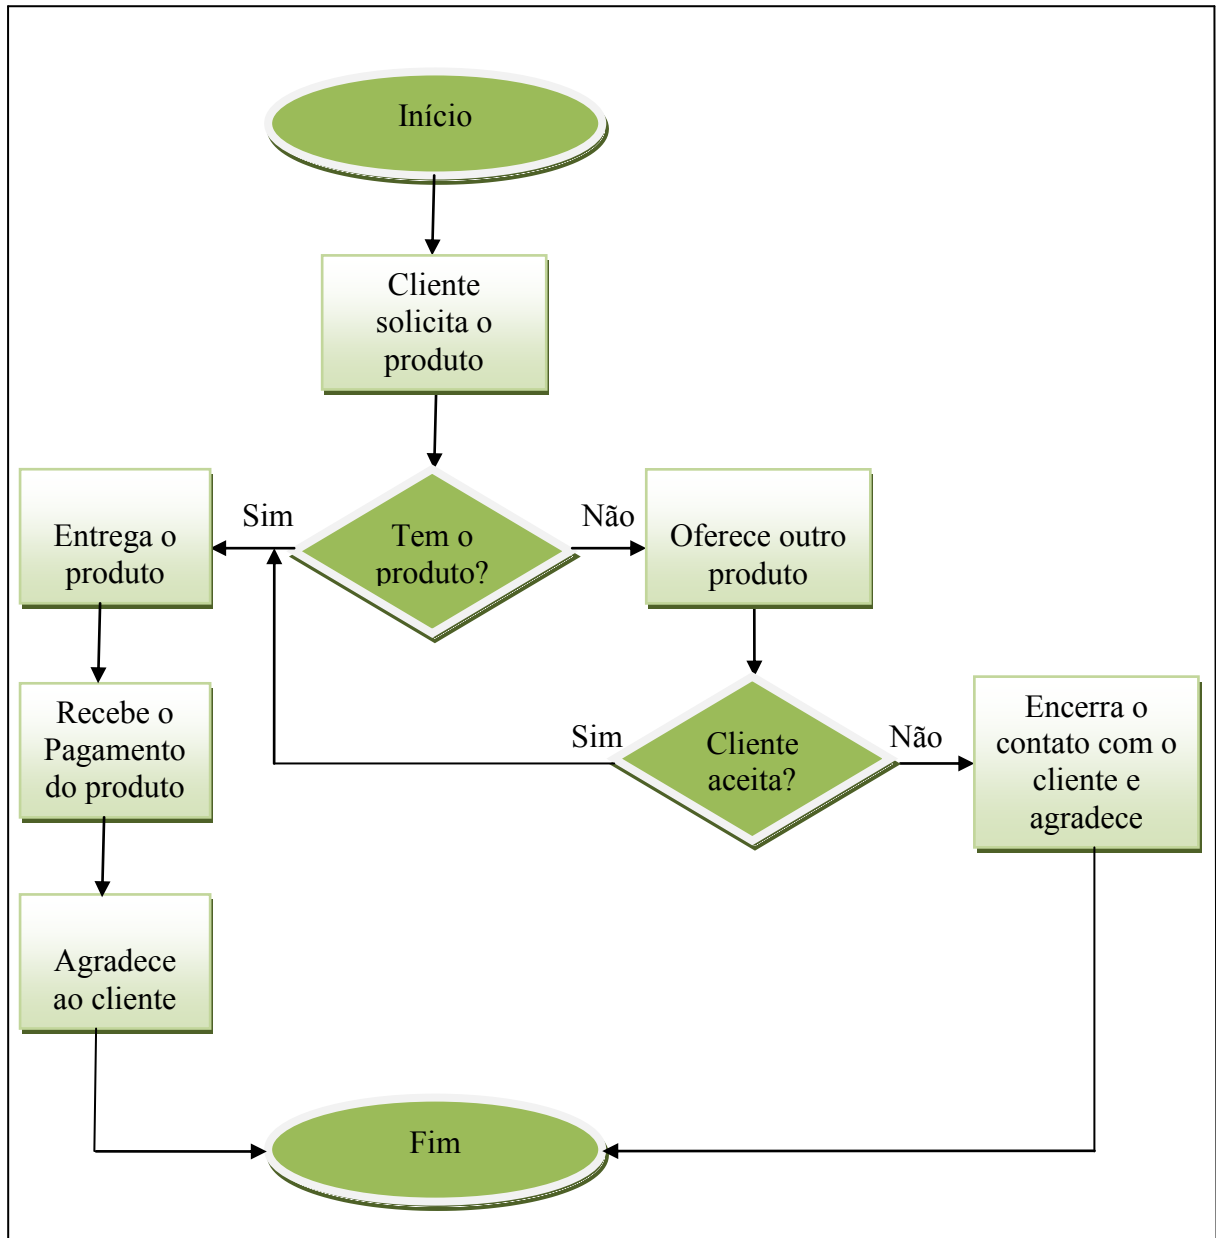 Início
Cliente
solicita o
produto
Sim
Tem o
produto?
Não
Entrega o
produto
Oferece outro
produto
Recebe o
Pagamento
do produto
Sim
Cliente
aceita?
Não
Encerra o
contato com o
cliente e
agradece
Agradece
ao cliente
Fim